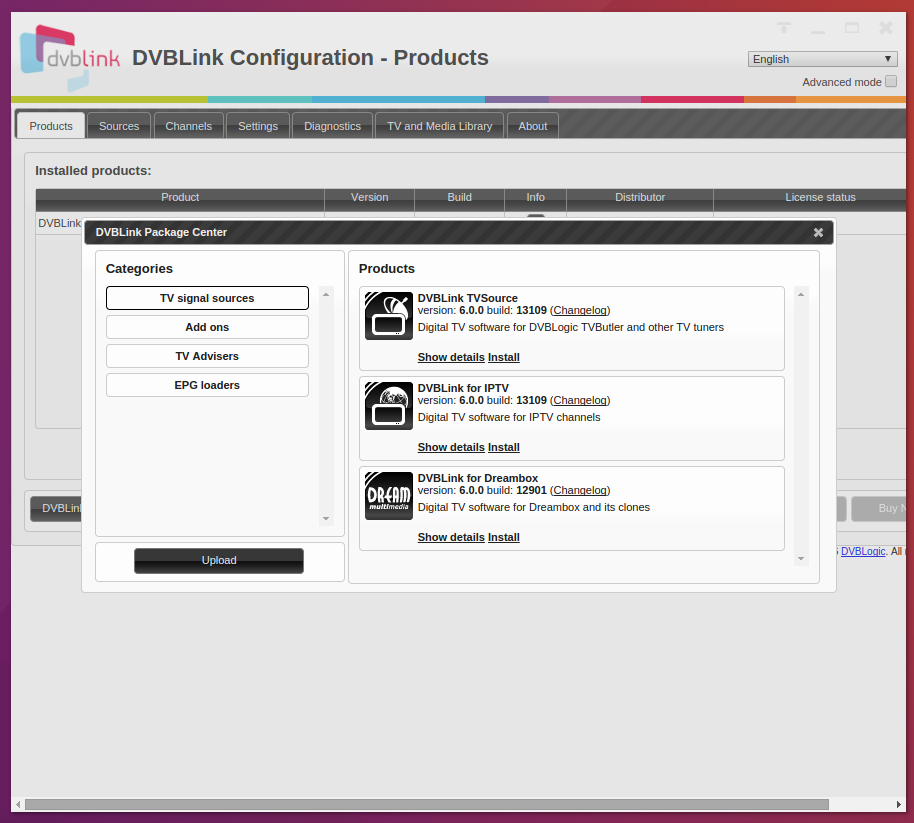 dvblink
DVBLink Configuration - Products
English
Advanced mode
Products Sources Channels Settings Diagnostics TV and Media Library About
Installed products:
Product Version Build Info Distributor License status
DVBLink
DVBLink Package Center
Categories
TV signal sources
Add ons
TV Advisers
EPG loaders
Upload
Products
DVBLink TVSource
version: 6.0.0 build: 13109 (Changelog)
Digital TV software for DVBLogic TVButler and other TV tuners
Show details Install
DVBLink for IPTV
version: 6.0.0 build: 13109 (Changelog)
Digital TV software for IPTV channels
Show details Install
DREAM
multimedia
DVBLink for Dreambox
version: 6.0.0 build: 12901 (Changelog)
Digital TV software for Dreambox and its clones
Show details Install
Buy
DVBLogic. All